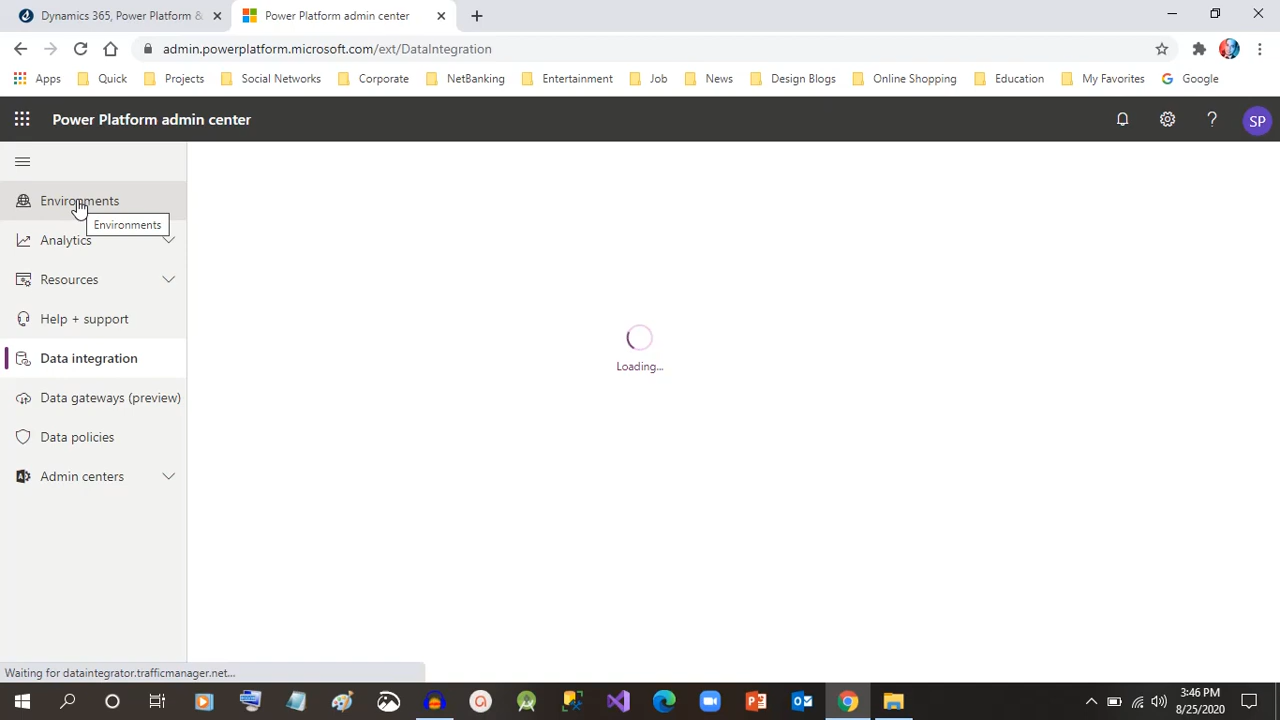 Dynamics 365, Power Platform &
Power Platform admin center
admin.powerplatform.microsoft.com/ext/DataIntegration
Apps Quick Projects Social Networks Corporate NetBanking Entertainment Job News Design Blogs Online Shopping Education My Favorites Google
Power Platform admin center
SP
Environments
Environments
Analytics
Resources
Help + support
Data integration
Data gateways (preview)
Data policies
Admin centers
Loading...
Waiting for dataintegrator.trafficmanager.net...
3:46 PM
8/25/2020